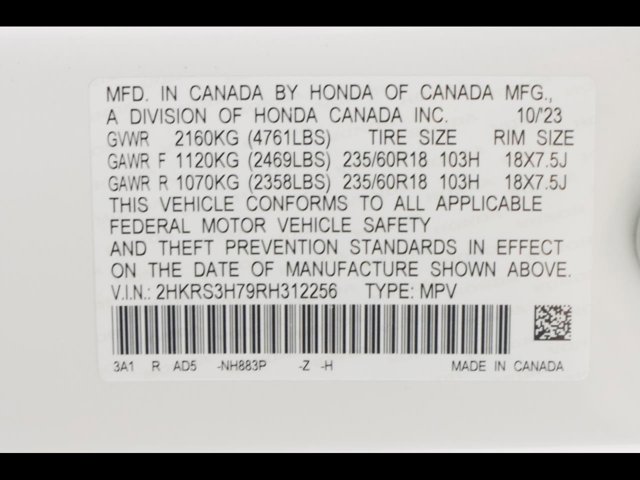 MFD. IN CANADA BY HONDA OF CANADA MFG.,
A DIVISION OF HONDA CANADA INC. 10/'23
GVWR 2160KG (4761LBS) TIRE SIZE RIM SIZE
GAWR F 1120KG (2469LBS) 235/60R18 103H 18X7.5J
GAWR R 1070KG (2358LBS) 235/60R18 103H 18X7.5J
THIS VEHICLE CONFORMS TO ALL APPLICABLE
FEDERAL MOTOR VEHICLE SAFETY
AND THEFT PREVENTION STANDARDS IN EFFECT
ON THE DATE OF MANUFACTURE SHOWN ABOVE.
V.I.N.: 2HKRS3H79RH312256 TYPE: MPV
3A1 R AD5 -NH883P -Z -H MADE IN CANADA